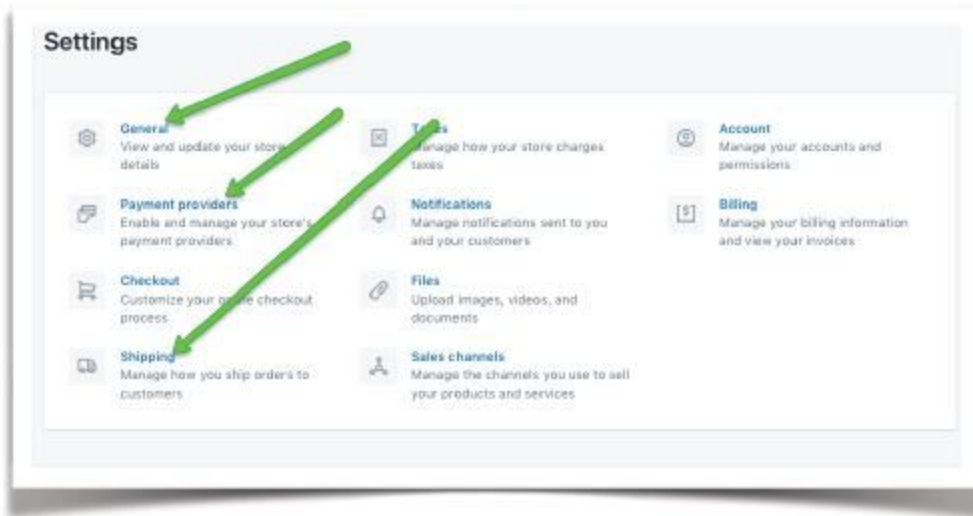 Settings
General
View and update your store
details
Payment providers
Enable and manage your store's
payment providers
Checkout
Customize your checkout
process
Shipping
Manage how you ship orders to
customers
Manage how your store charges
taxes
Notifications
Manage notifications sent to you
and your customers
Files
Upload images, videos, and
documents
Sales channels
Manage the channels you use to sell
your products and services
Account
Manage your accounts and
permissions
Billing
Manage your billing information
and view your invoices